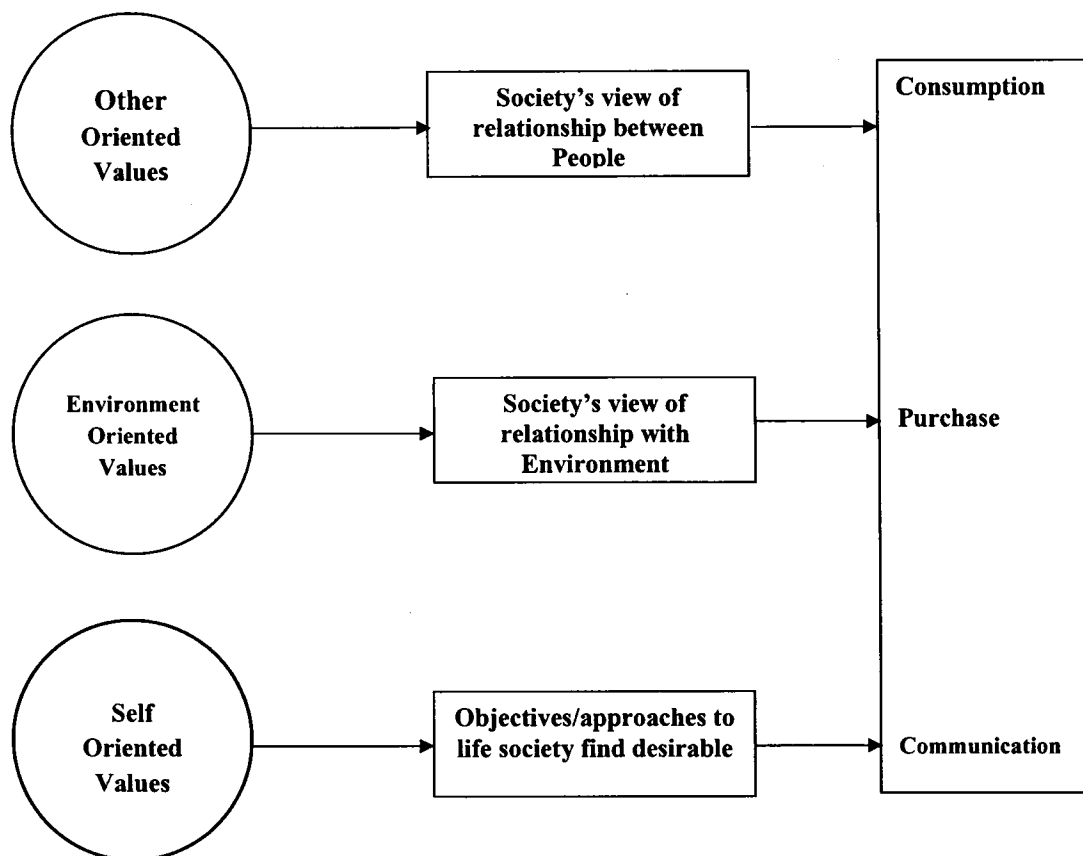 Other
Oriented
Values
Society's view of
relationship between
People
Consumption
Environment
Oriented
Values
Society's view of
relationship with
Environment
Purchase
Self
Oriented
Values
Objectives/approaches to
life society find desirable
Communication